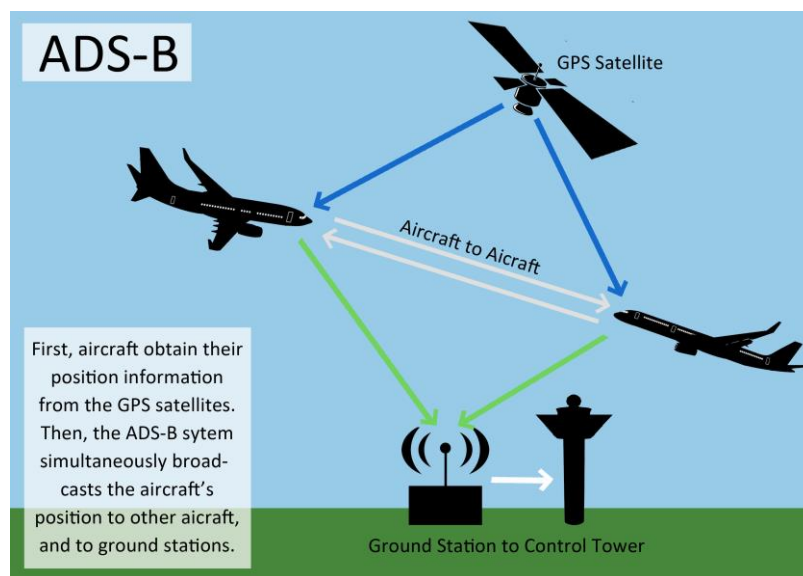 ADS-B
GPS Satellite
Aircraft to Aicraft
First, aircraft obtain their
position information
from the GPS satellites.
Then, the ADS-B sytem
simultaneously broad-
casts the aircraft's
position to other aicraft,
and to ground stations.
Ground Station to Control Tower